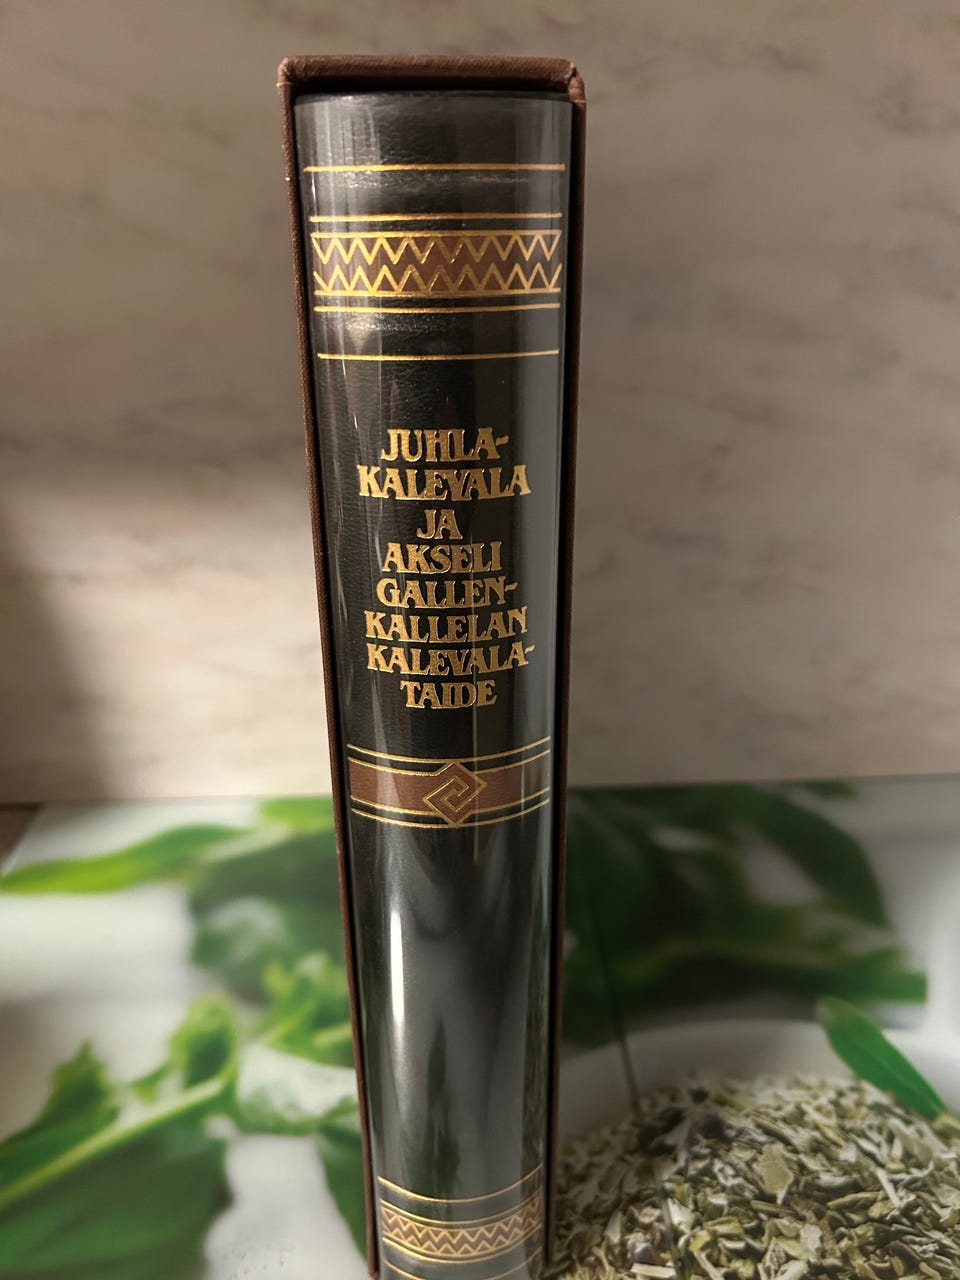 JUHLA-
KALEVALA
JA
AKSELI
GALLEN-
KALLELAN
KALEVALA-
TAIDE